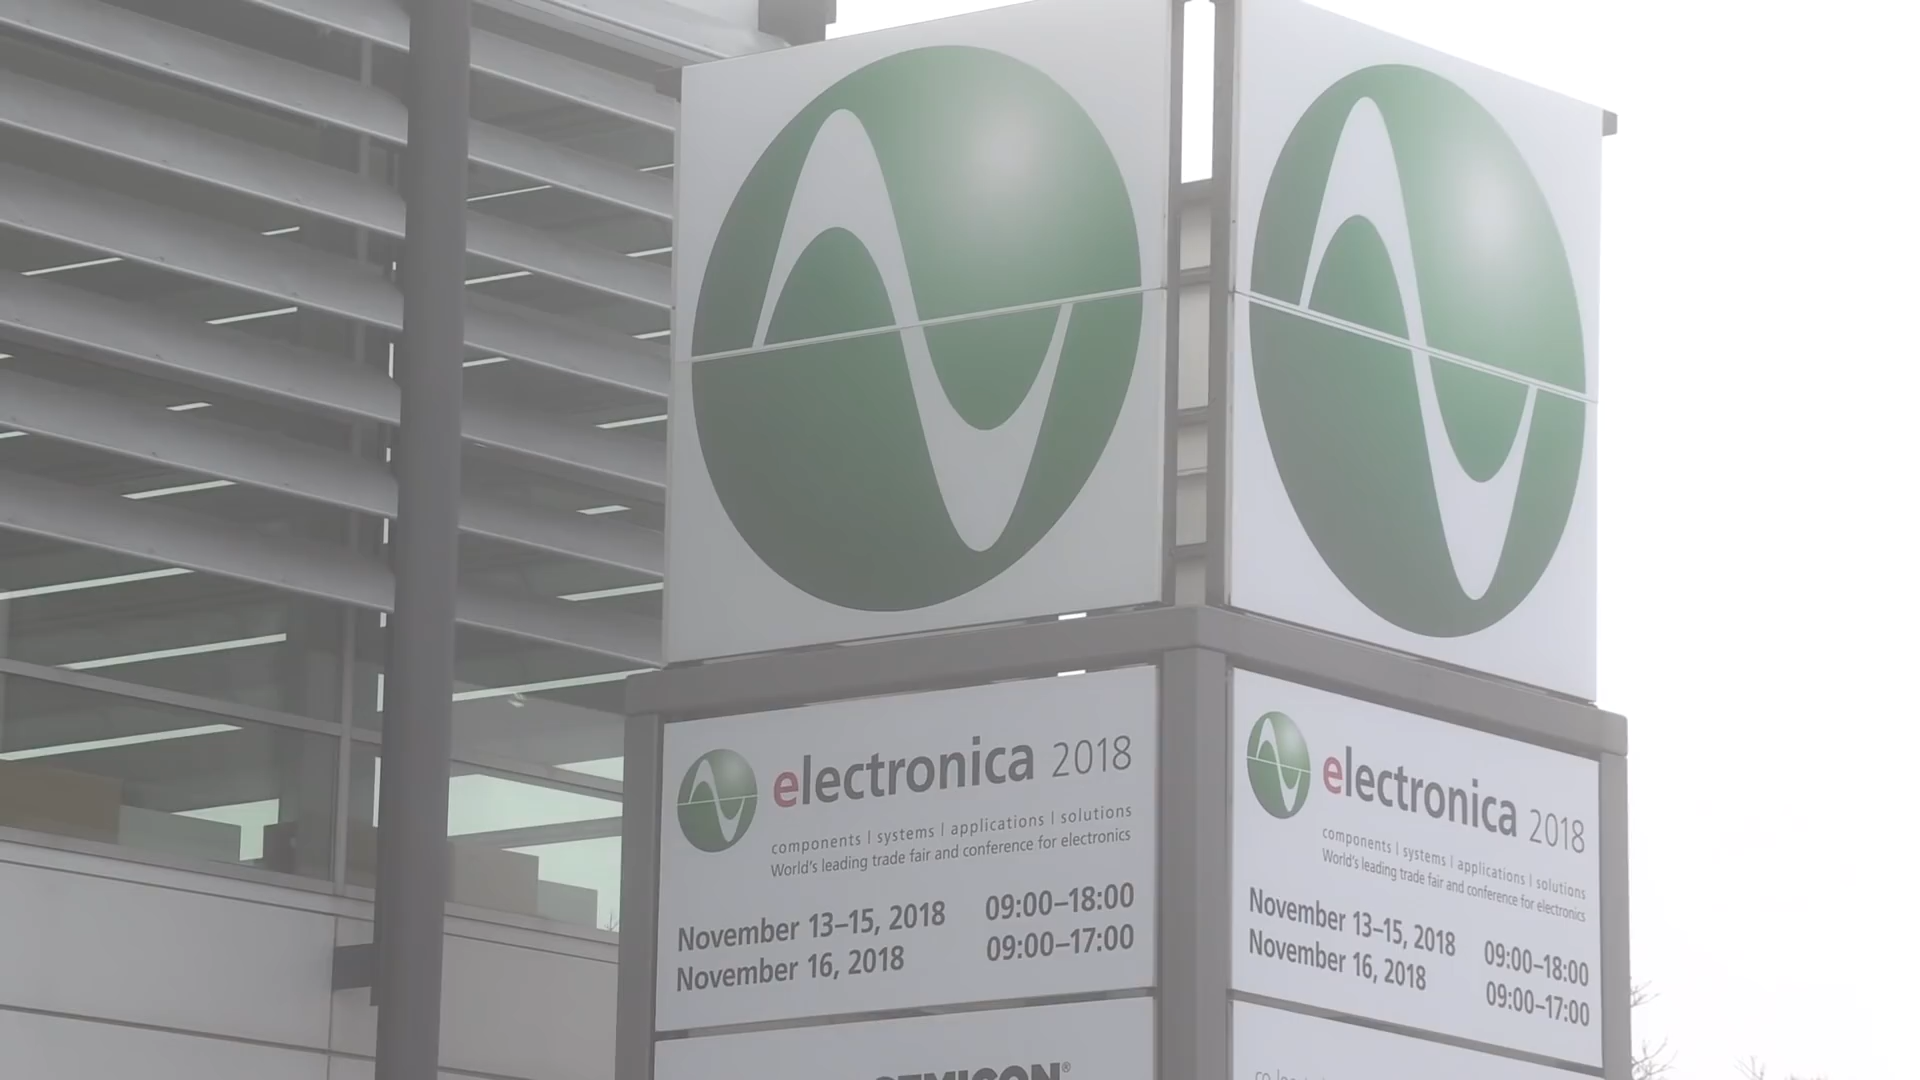 electronica 2018
components | systems | applications | solutions
World's leading trade fair and conference for electronics
November 13–15, 2018 09:00–18:00
November 16, 2018 09:00–17:00
SEMICON®
electronica 2018
components | systems | applications | solutions
World's leading trade fair and conference for electronics
November 13–15, 2018 09:00–18:00
November 16, 2018 09:00–17:00